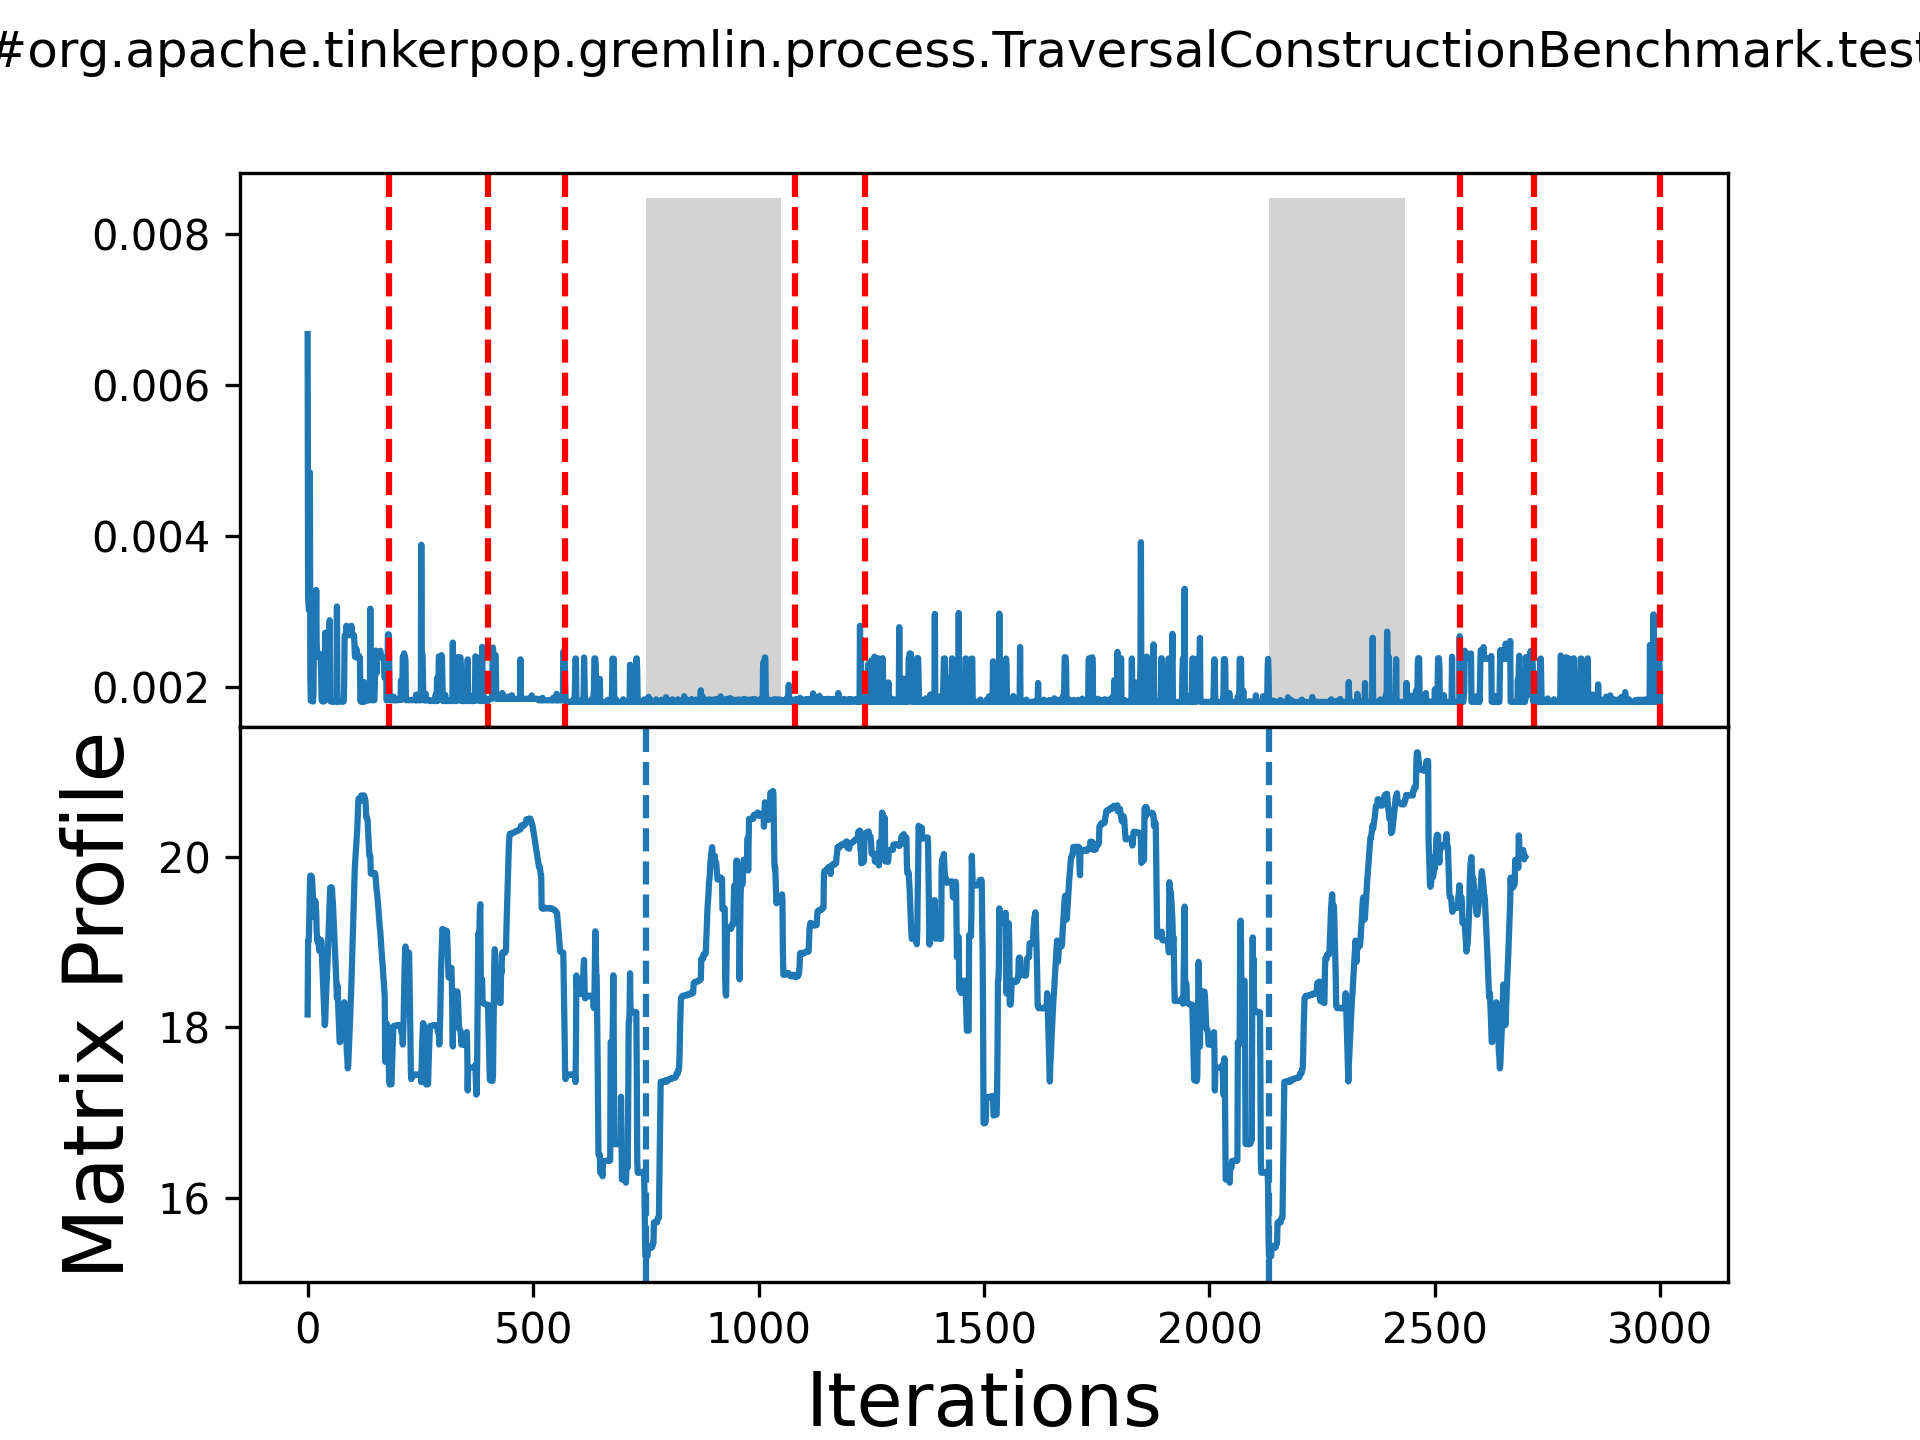 #org.apache.tinkerpop.gremlin.process.TraversalConstructionBenchmark.test
0.008
0.006
0.004
0.002
Matrix Profile
20
18
16
0 500 1000 1500 2000 2500 3000
Iterations